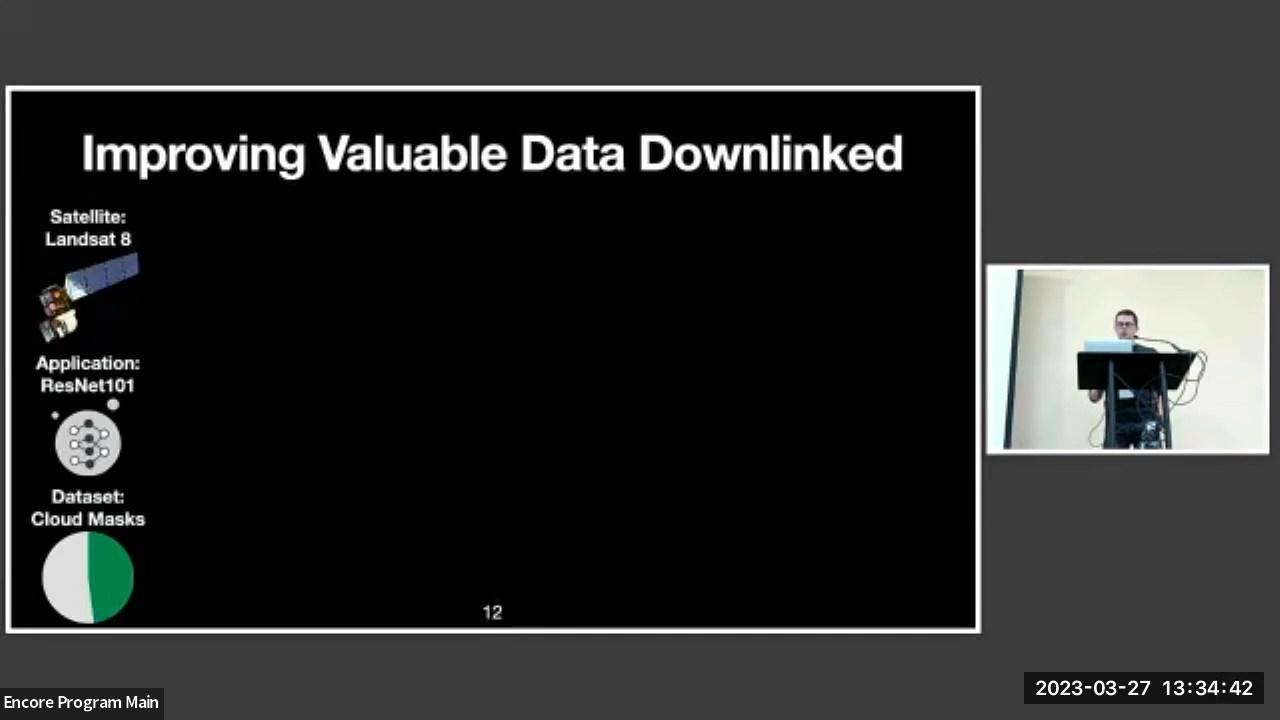 Improving Valuable Data Downlinked
Satellite:
Landsat 8
Application:
ResNet101
Dataset:
Cloud Masks
12
Encore Program Main
2023-03-27 13:34:42